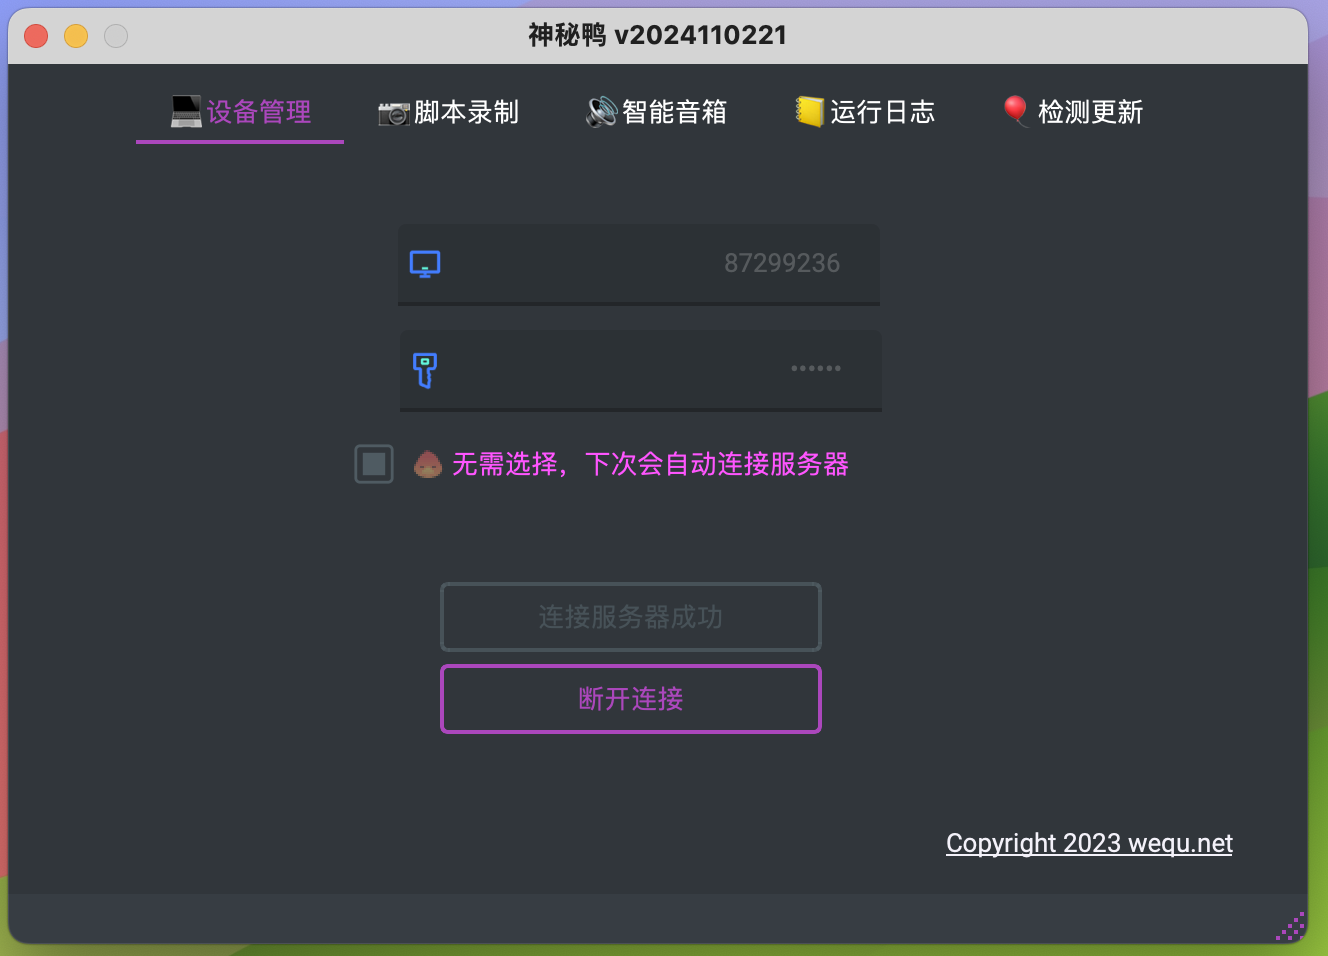 神秘鸭 v2024110221
设备管理 脚本录制 智能音箱 运行日志 检测更新
87299236
••••••
无需选择，下次会自动连接服务器
连接服务器成功
断开连接
Copyright 2023 wequ.net